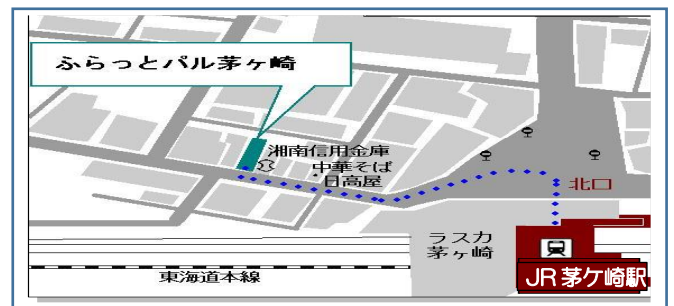 ふらっとパル茅ヶ崎
湘南信用金庫
中華そば
日高屋
北口
ラスカ
茅ヶ崎
東海道本線
JR茅ケ崎駅